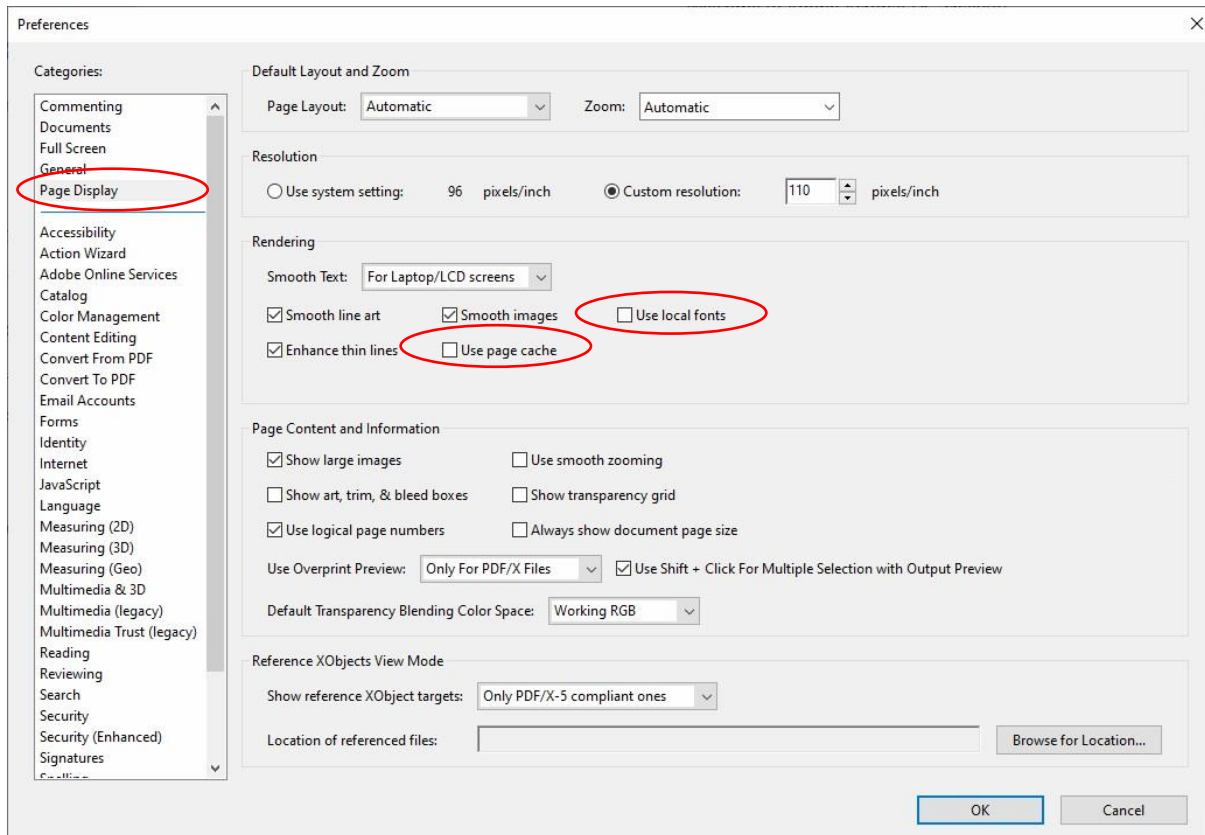 Preferences
Categories:
Commenting
Documents
Full Screen
General
Page Display
Accessibility
Action Wizard
Adobe Online Services
Catalog
Color Management
Content Editing
Convert From PDF
Convert To PDF
Email Accounts
Forms
Identity
Internet
JavaScript
Language
Measuring (2D)
Measuring (3D)
Measuring (Geo)
Multimedia & 3D
Multimedia (legacy)
Multimedia Trust (legacy)
Reading
Reviewing
Search
Security
Security (Enhanced)
Signatures
Default Layout and Zoom
Page Layout: Automatic Zoom: Automatic
Resolution
Use system setting: 96 pixels/inch Custom resolution: 110 pixels/inch
Rendering
Smooth Text: For Laptop/LCD screens
Smooth line art Smooth images Use local fonts
Enhance thin lines Use page cache
Page Content and Information
Show large images Use smooth zooming
Show art, trim, & bleed boxes Show transparency grid
Use logical page numbers Always show document page size
Use Overprint Preview: Only For PDF/X Files Use Shift + Click For Multiple Selection with Output Preview
Default Transparency Blending Color Space: Working RGB
Reference XObjects View Mode
Show reference XObject targets: Only PDF/X-5 compliant ones
Location of referenced files: Browse for Location...
OK Cancel